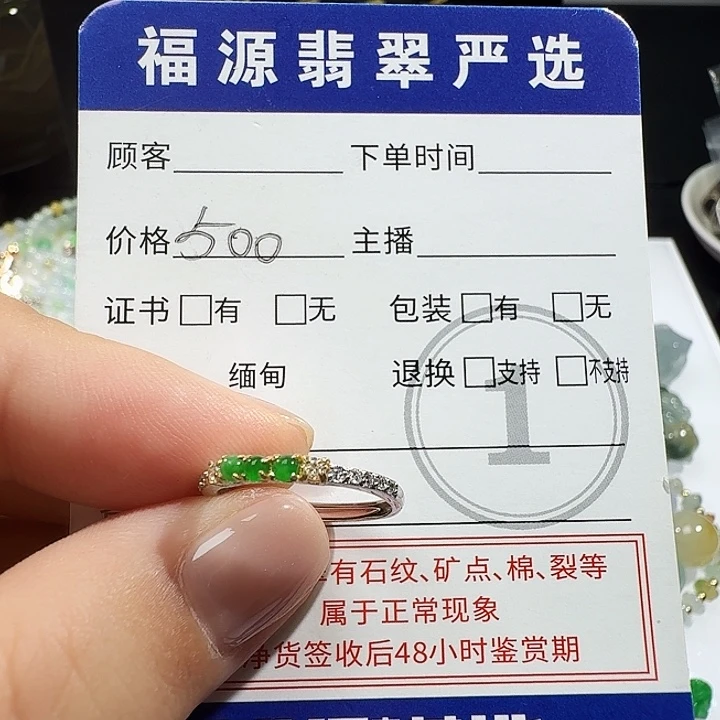 福源翡翠严选
顾客 下单时间
价格 500 主播
证书 □有 □无 包装 □有 □无
缅甸 退换 □支持 □不支持
1
有石纹、矿点、棉、裂等
属于正常现象
净货签收后48小时鉴赏期